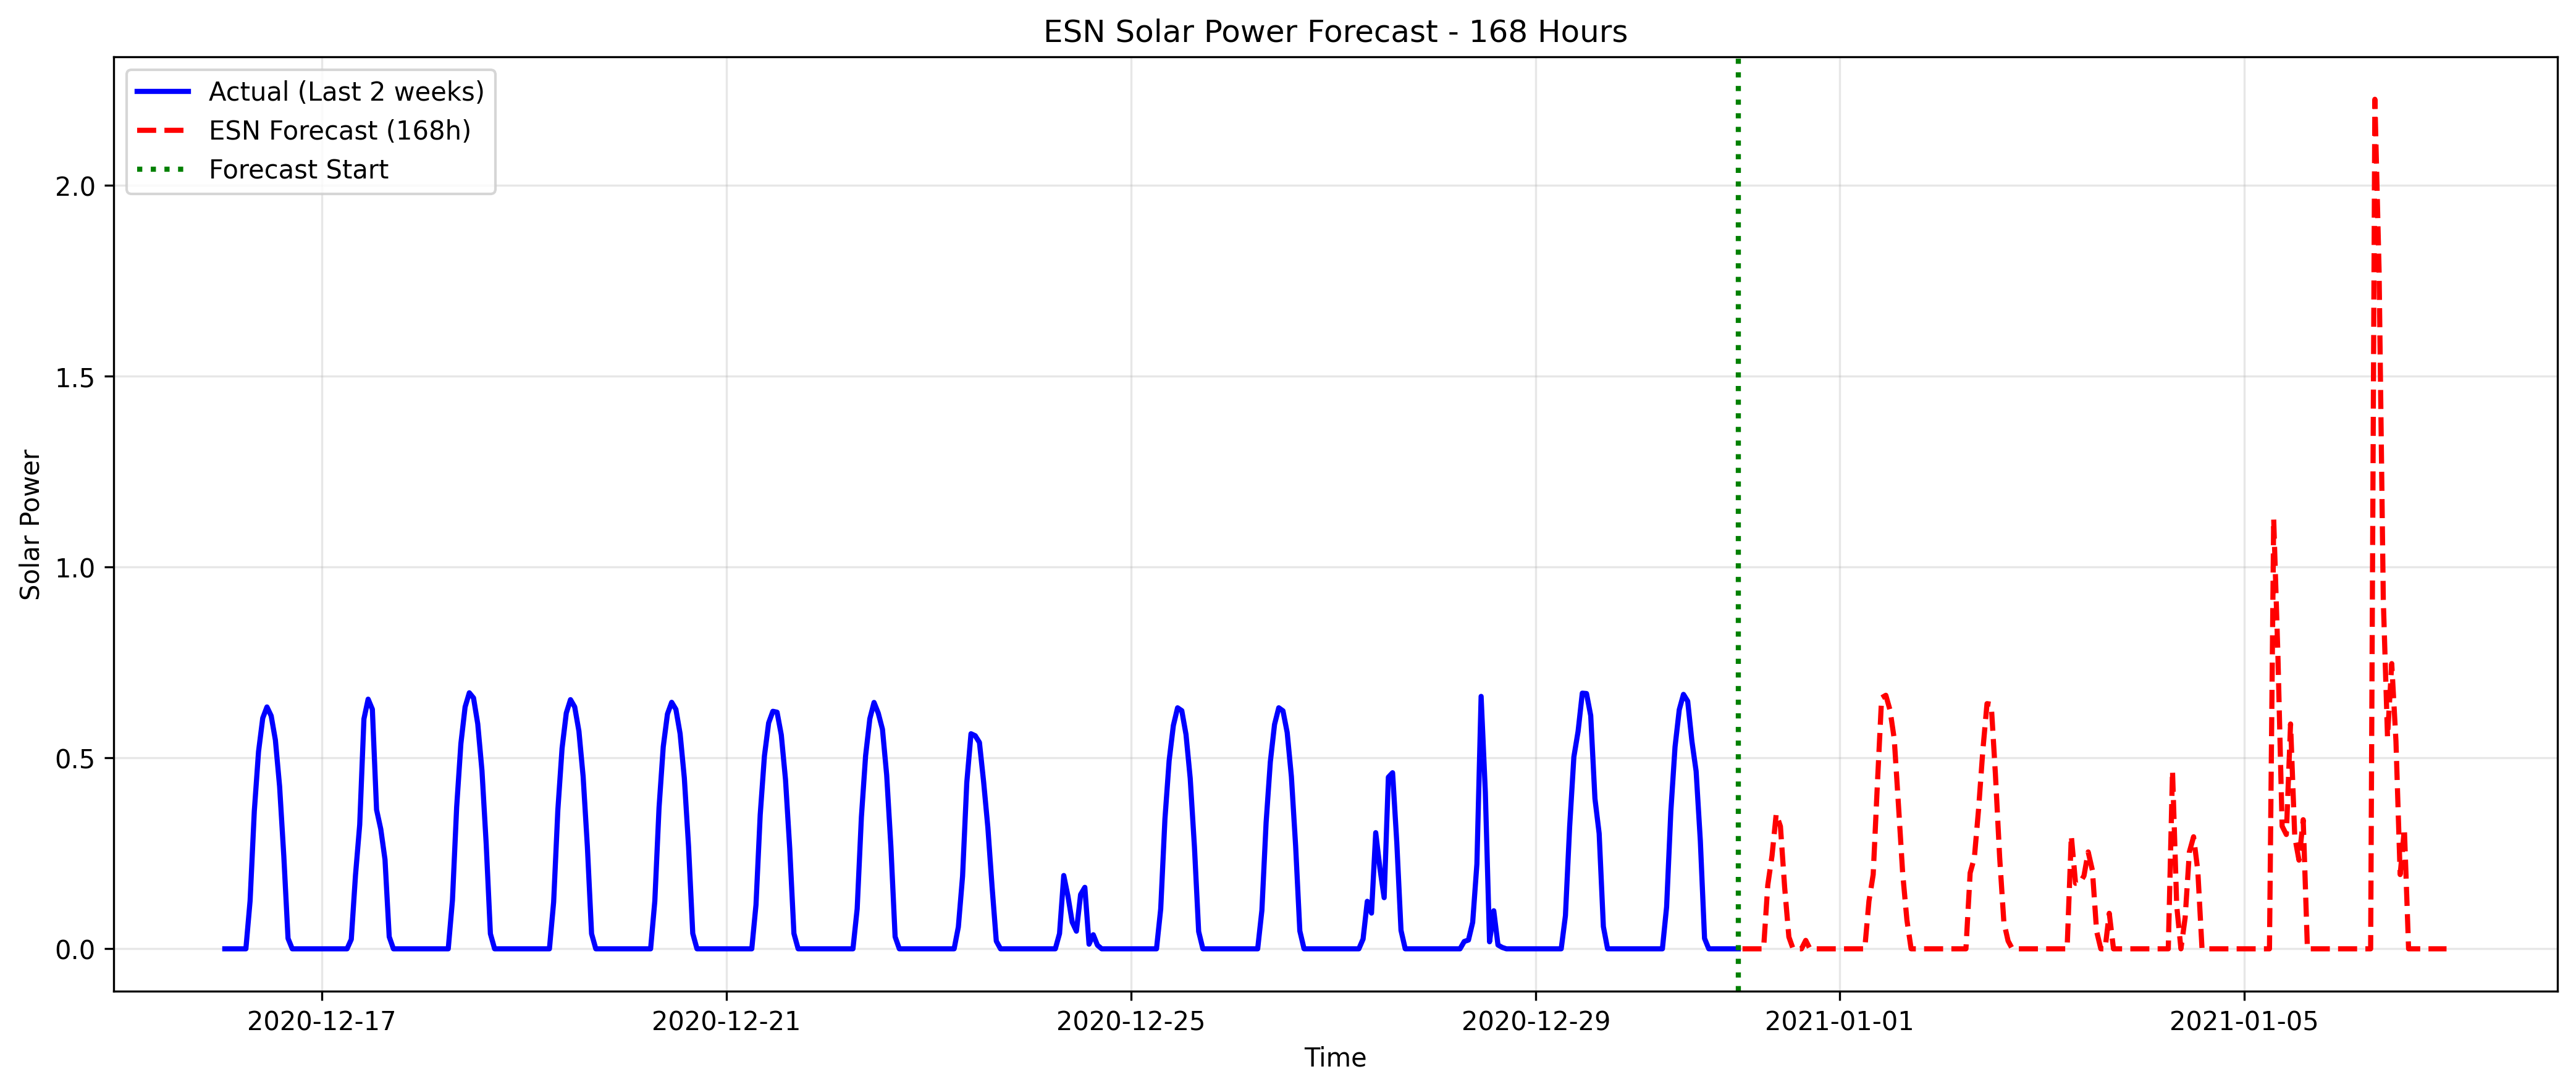 ESN Solar Power Forecast - 168 Hours
Actual (Last 2 weeks)
ESN Forecast (168h)
Forecast Start
2.0
1.5
1.0
0.5
0.0
Solar Power
2020-12-17
2020-12-21
2020-12-25
2020-12-29
2021-01-01
2021-01-05
Time